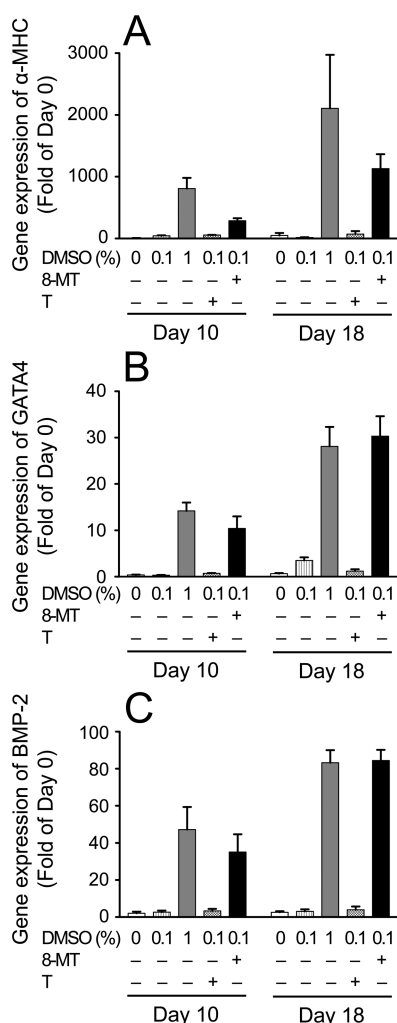 A
Gene expression of α-MHC
(Fold of Day 0)
3000
2000
1000
0
DMSO (%) 0 0.1 1 0.1 0.1 0 0.1 1 0.1 0.1
8-MT – – – – + – – – – +
T – – – + – – – – + –
Day 10 Day 18
B
Gene expression of GATA4
(Fold of Day 0)
40
30
20
10
0
DMSO (%) 0 0.1 1 0.1 0.1 0 0.1 1 0.1 0.1
8-MT – – – – + – – – – +
T – – – + – – – – + –
Day 10 Day 18
C
Gene expression of BMP-2
(Fold of Day 0)
100
80
60
40
20
0
DMSO (%) 0 0.1 1 0.1 0.1 0 0.1 1 0.1 0.1
8-MT – – – – + – – – – +
T – – – + – – – – + –
Day 10 Day 18